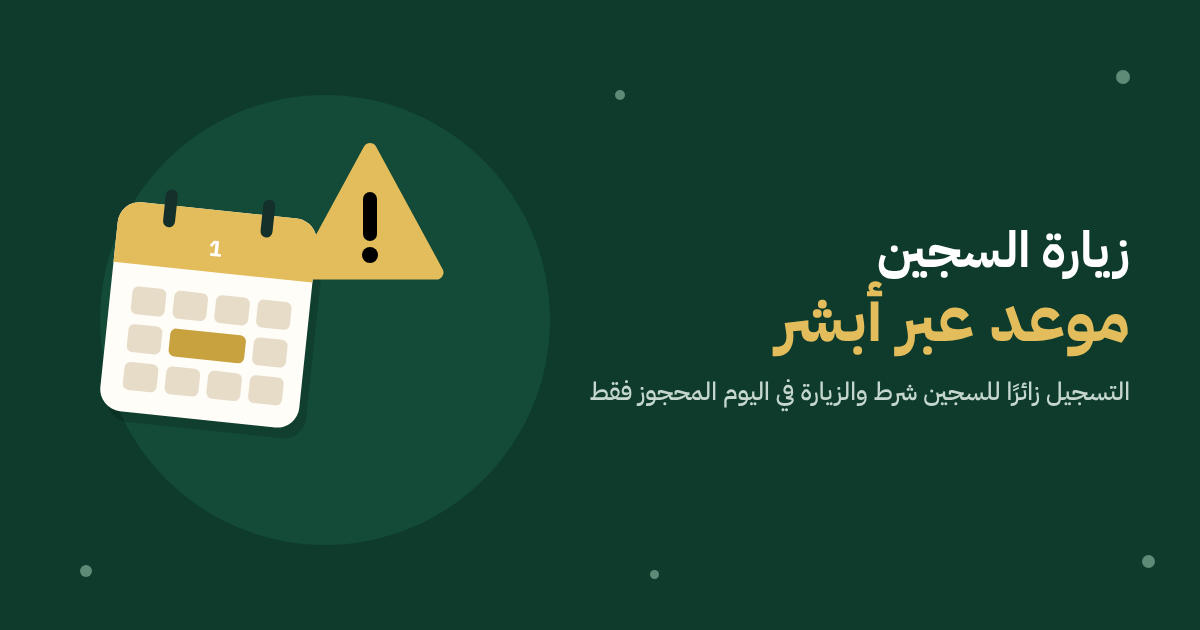 زيارة السجين
موعد عبر أبشر
التسجيل زائرًا للسجين شرط والزيارة في اليوم المحجوز فقط
1